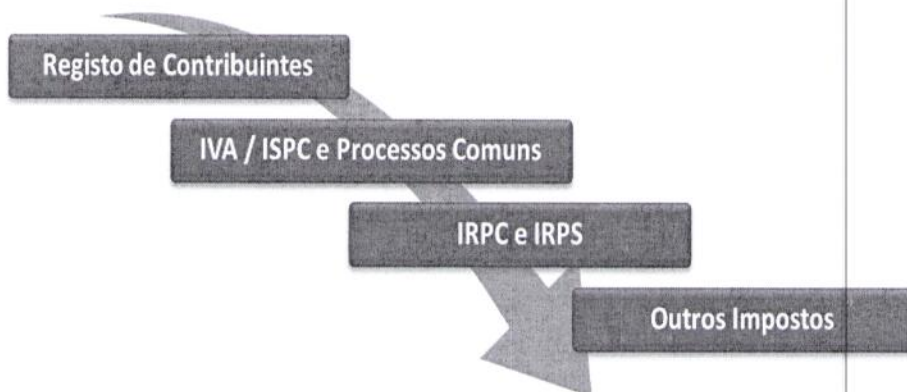 Registo de Contribuintes
IVA / ISPC e Processos Comuns
IRPC e IRPS
Outros Impostos